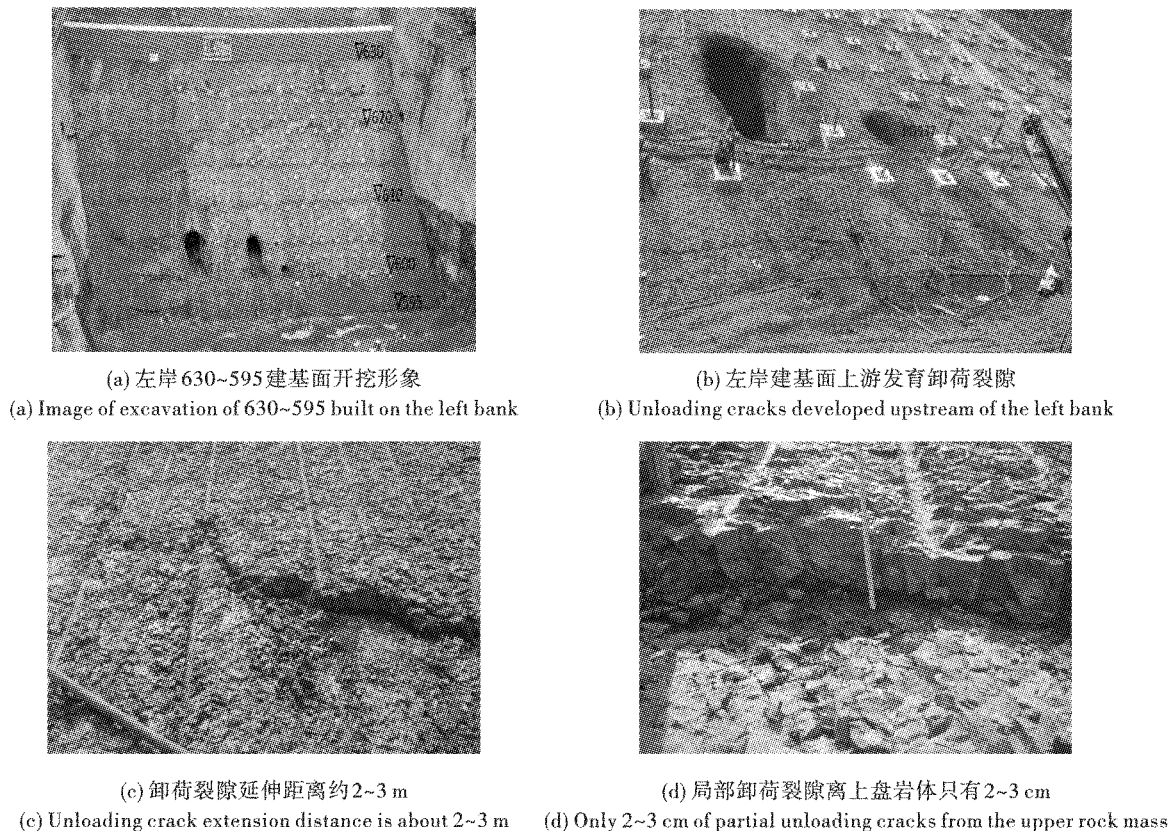 ▽630
▽620
▽610
▽600
▽595
(a) 左岸630~595建基面开挖形象
(a) Image of excavation of 630~595 built on the left bank
(b) 左岸建基面上游发育卸荷裂隙
(b) Unloading cracks developed upstream of the left bank
(c) 卸荷裂隙延伸距离约2~3 m
(c) Unloading crack extension distance is about 2~3 m
(d) 局部卸荷裂隙离上盘岩体只有2~3 cm
(d) Only 2~3 cm of partial unloading cracks from the upper rock mass